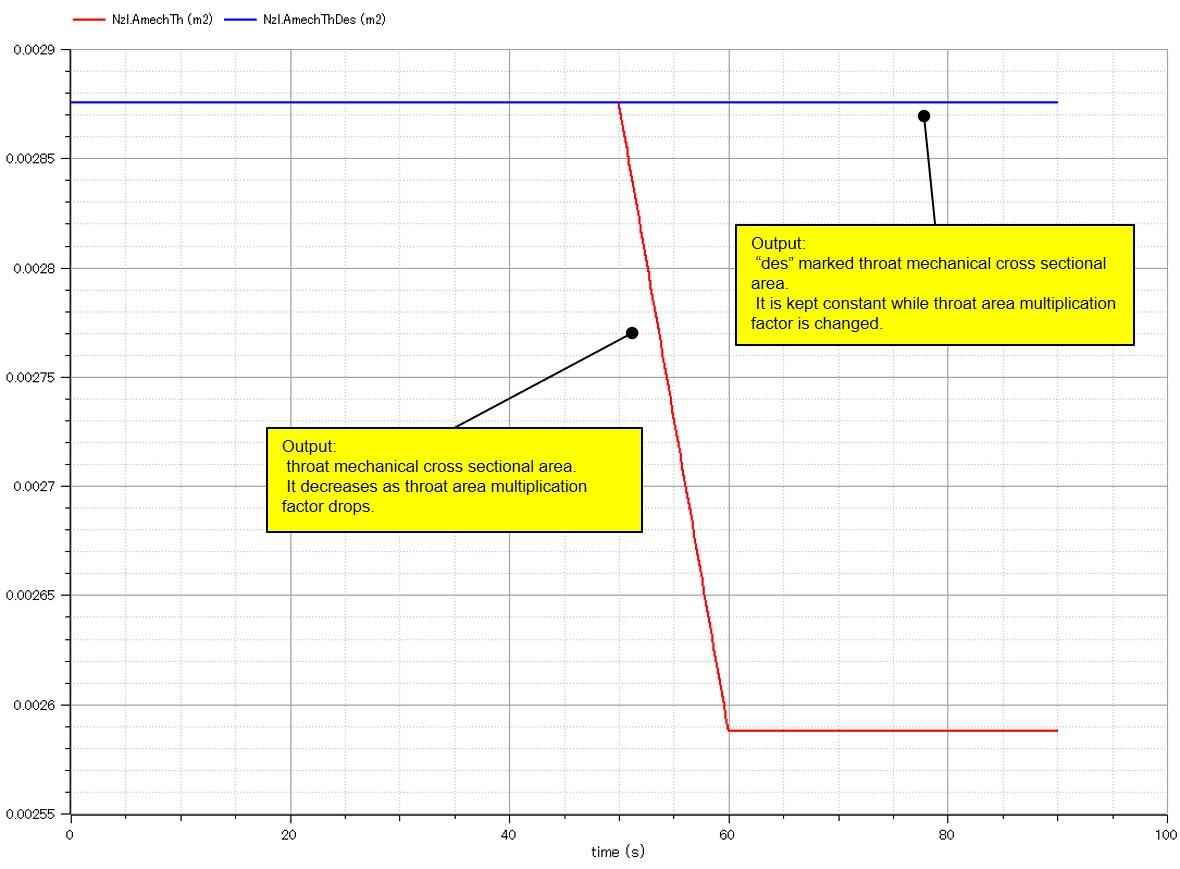 Nzl.AmechTh (m2) Nzl.AmechThDes (m2)
0.0029
0.00285
0.0028
0.00275
0.0027
0.00265
0.0026
0.00255
Output:
“des” marked throat mechanical cross sectional
area.
It is kept constant while throat area multiplication
factor is changed.
Output:
throat mechanical cross sectional area.
It decreases as throat area multiplication
factor drops.
0 20 40 60 80 100
time (s)